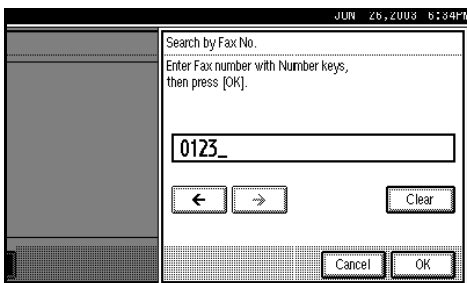 JUN 26,2003 6:34PM
Search by Fax No.
Enter Fax number with Number keys,
then press [OK].
0123_
← →
Clear
Cancel OK